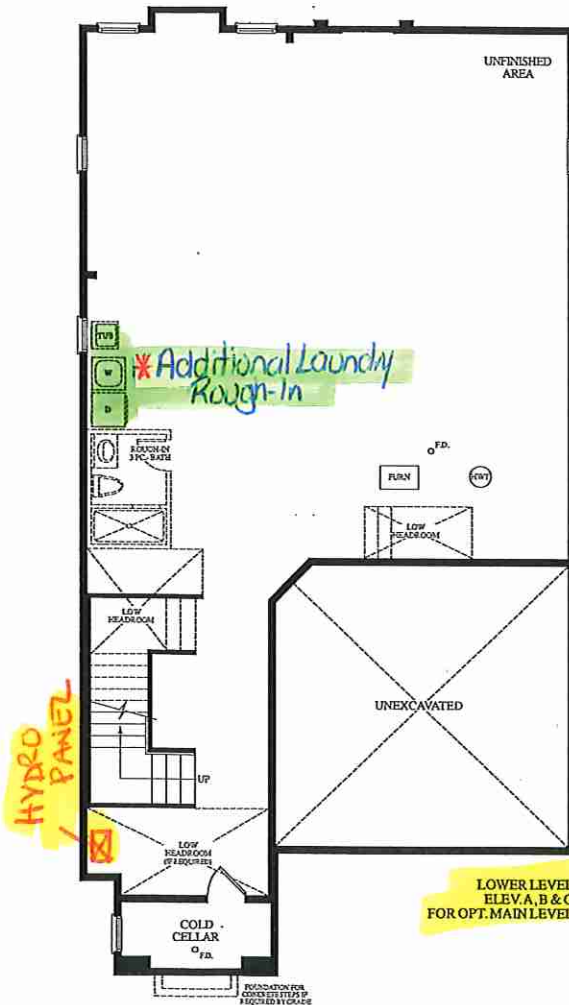 UNFINISHED
AREA
TUB
W
D
* Additional Laundry
Rough-In
ROUGH-IN
3 PC. BATH
F.D.
FURN
HWT
LOW
HEADROOM
LOW
HEADROOM
UNEXCAVATED
UP
HYDRO
PANEL
LOW
HEADROOM
(IF REQUIRED)
COLD
CELLAR
F.D.
LOWER LEVEL
ELEV. A, B & C
FOR OPT. MAIN LEVEL
FOUNDATION FOR
CONCRETE STEPS IF
REQUIRED BY GRADE